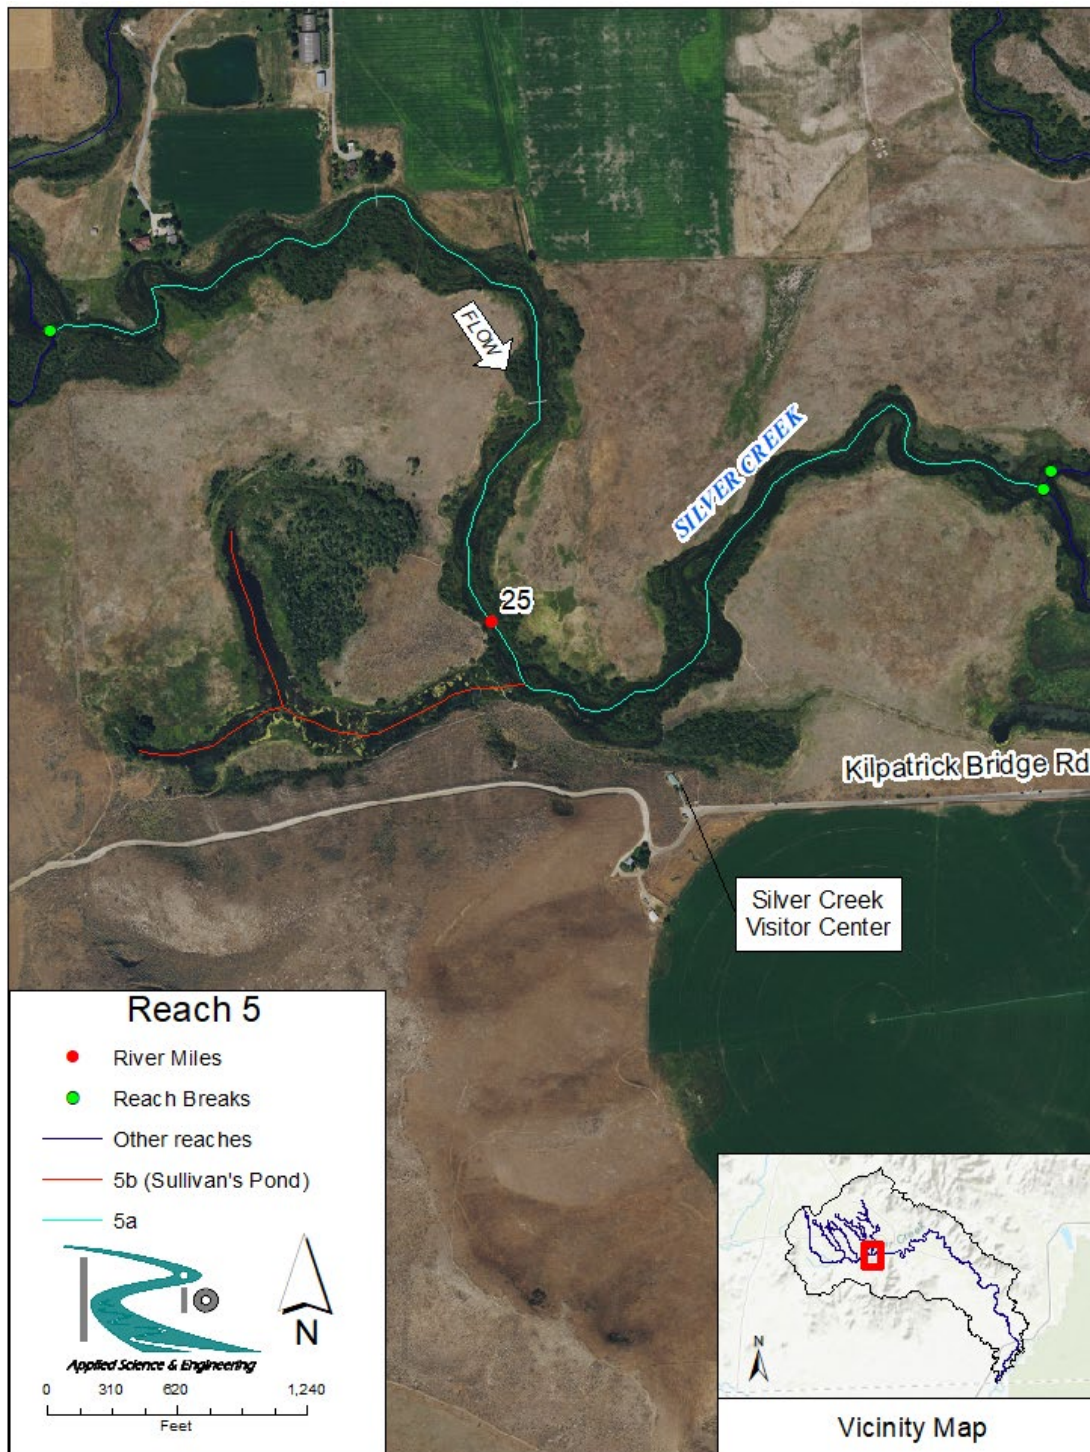 FLOW
SILVER CREEK
25
Kilpatrick Bridge Rd
Silver Creek
Visitor Center
Reach 5
River Miles
Reach Breaks
Other reaches
5b (Sullivan's Pond)
5a
N
Applied Science & Engineering
0 310 620 1,240
Feet
N
Vicinity Map